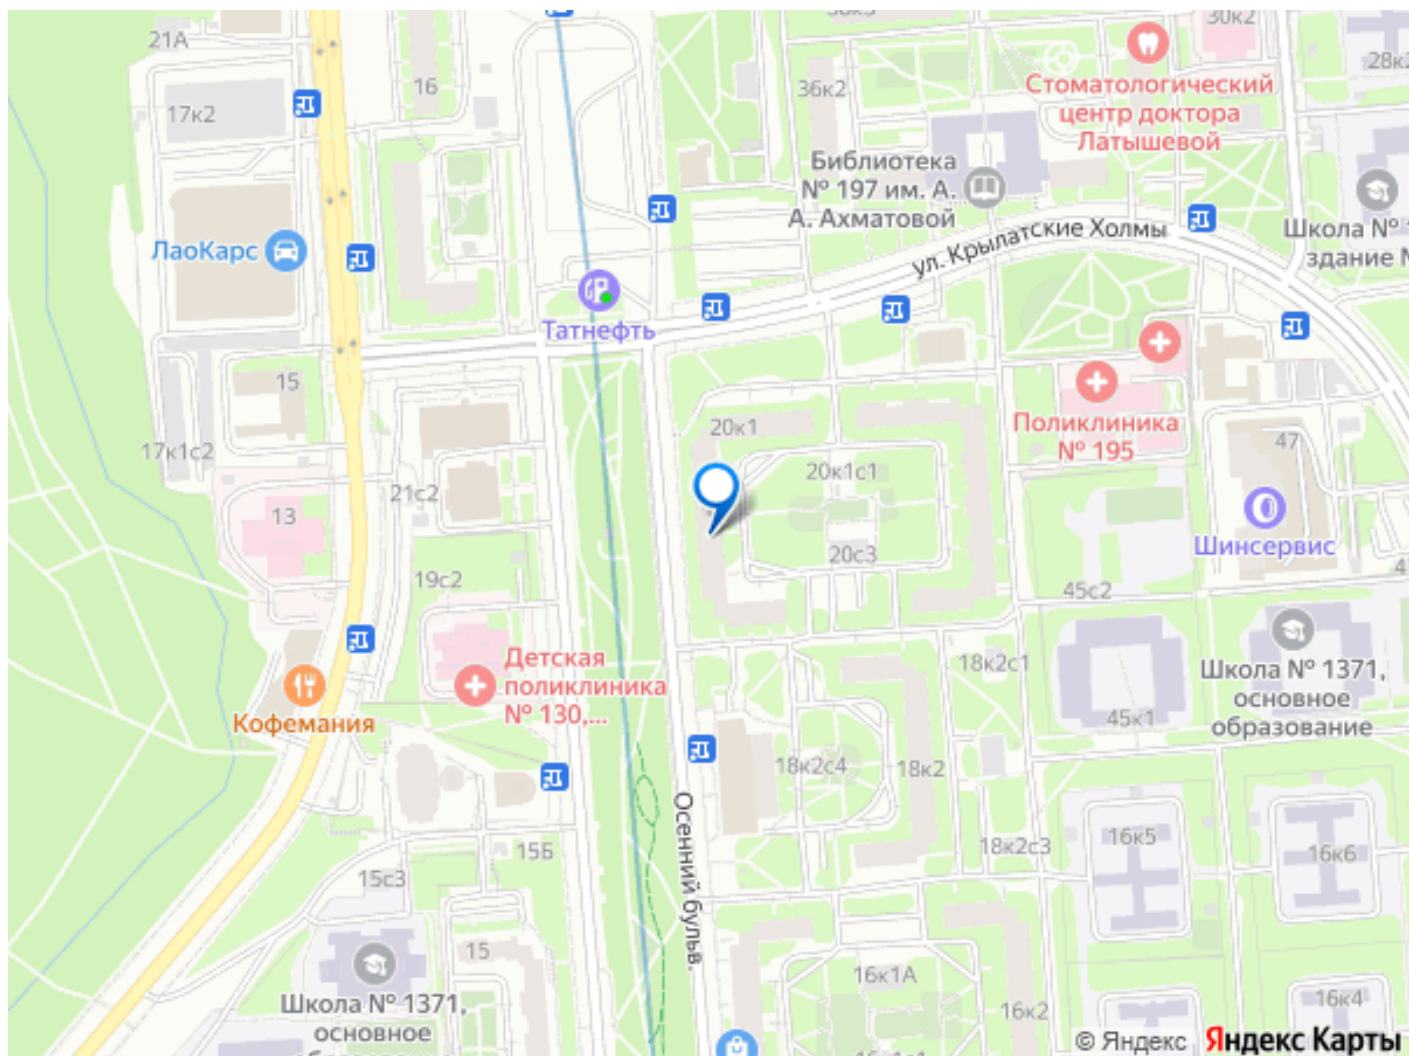 30к2
21А
28к2
16
36к2
17к2
Стоматологический
центр доктора
Латышевой
Библиотека
№ 197 им. А.
А. Ахматовой
ул. Крылатские Холмы
Школа №
здание
ЛаоКарс
Татнефть
15
20к1
Поликлиника
№ 195
17к1с2
47
20к1с1
21с2
13
Шинсервис
20с3
19с2
45с2
Детская
поликлиника
№ 130,...
18к2с1
Школа № 1371,
основное
образование
Кофемания
45к1
18к2с4
18к2
Осенний бульв.
15Б
18к2с3
16к5
16к6
15с3
15
16к1А
Школа № 1371,
основное
16к2
16к4
© Яндекс
Яндекс Карты